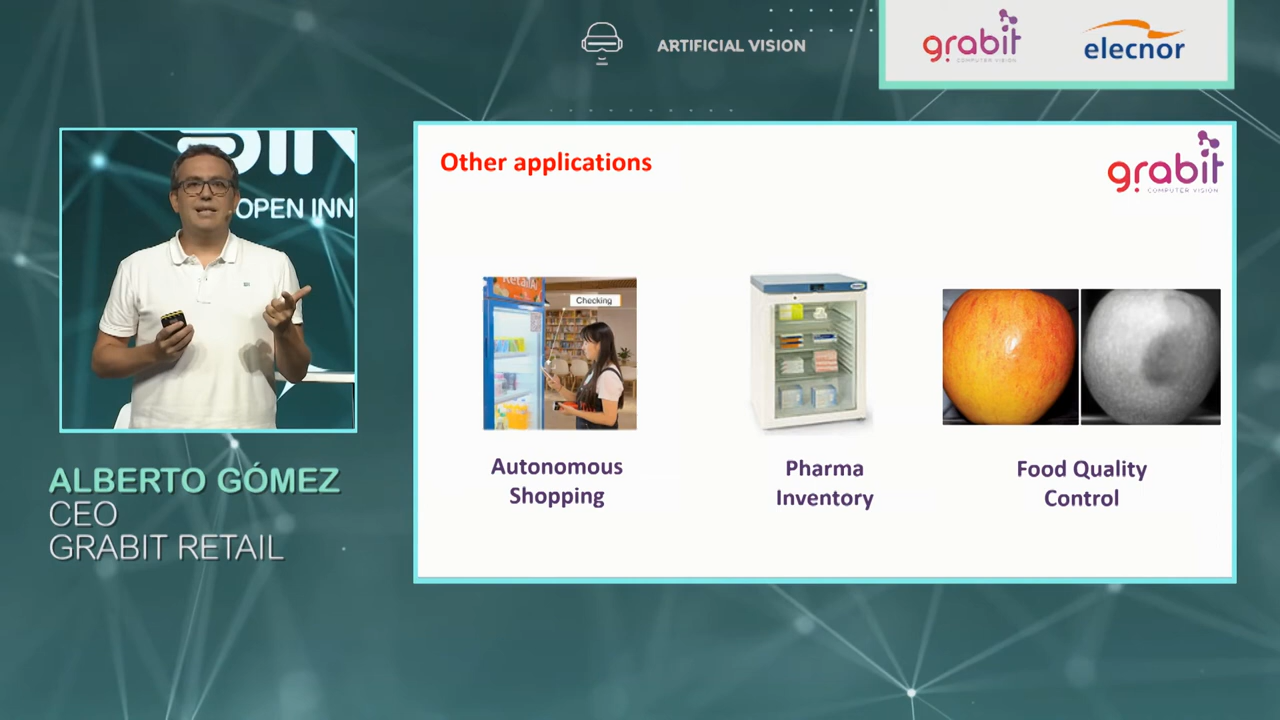 ARTIFICIAL VISION
grabit
COMPUTER VISION
elecnor
OPEN INN
ALBERTO GÓMEZ
CEO
GRABIT RETAIL
Other applications
grabit
COMPUTER VISION
RetailAI
Checking
Autonomous
Shopping
Pharma
Inventory
Food Quality
Control